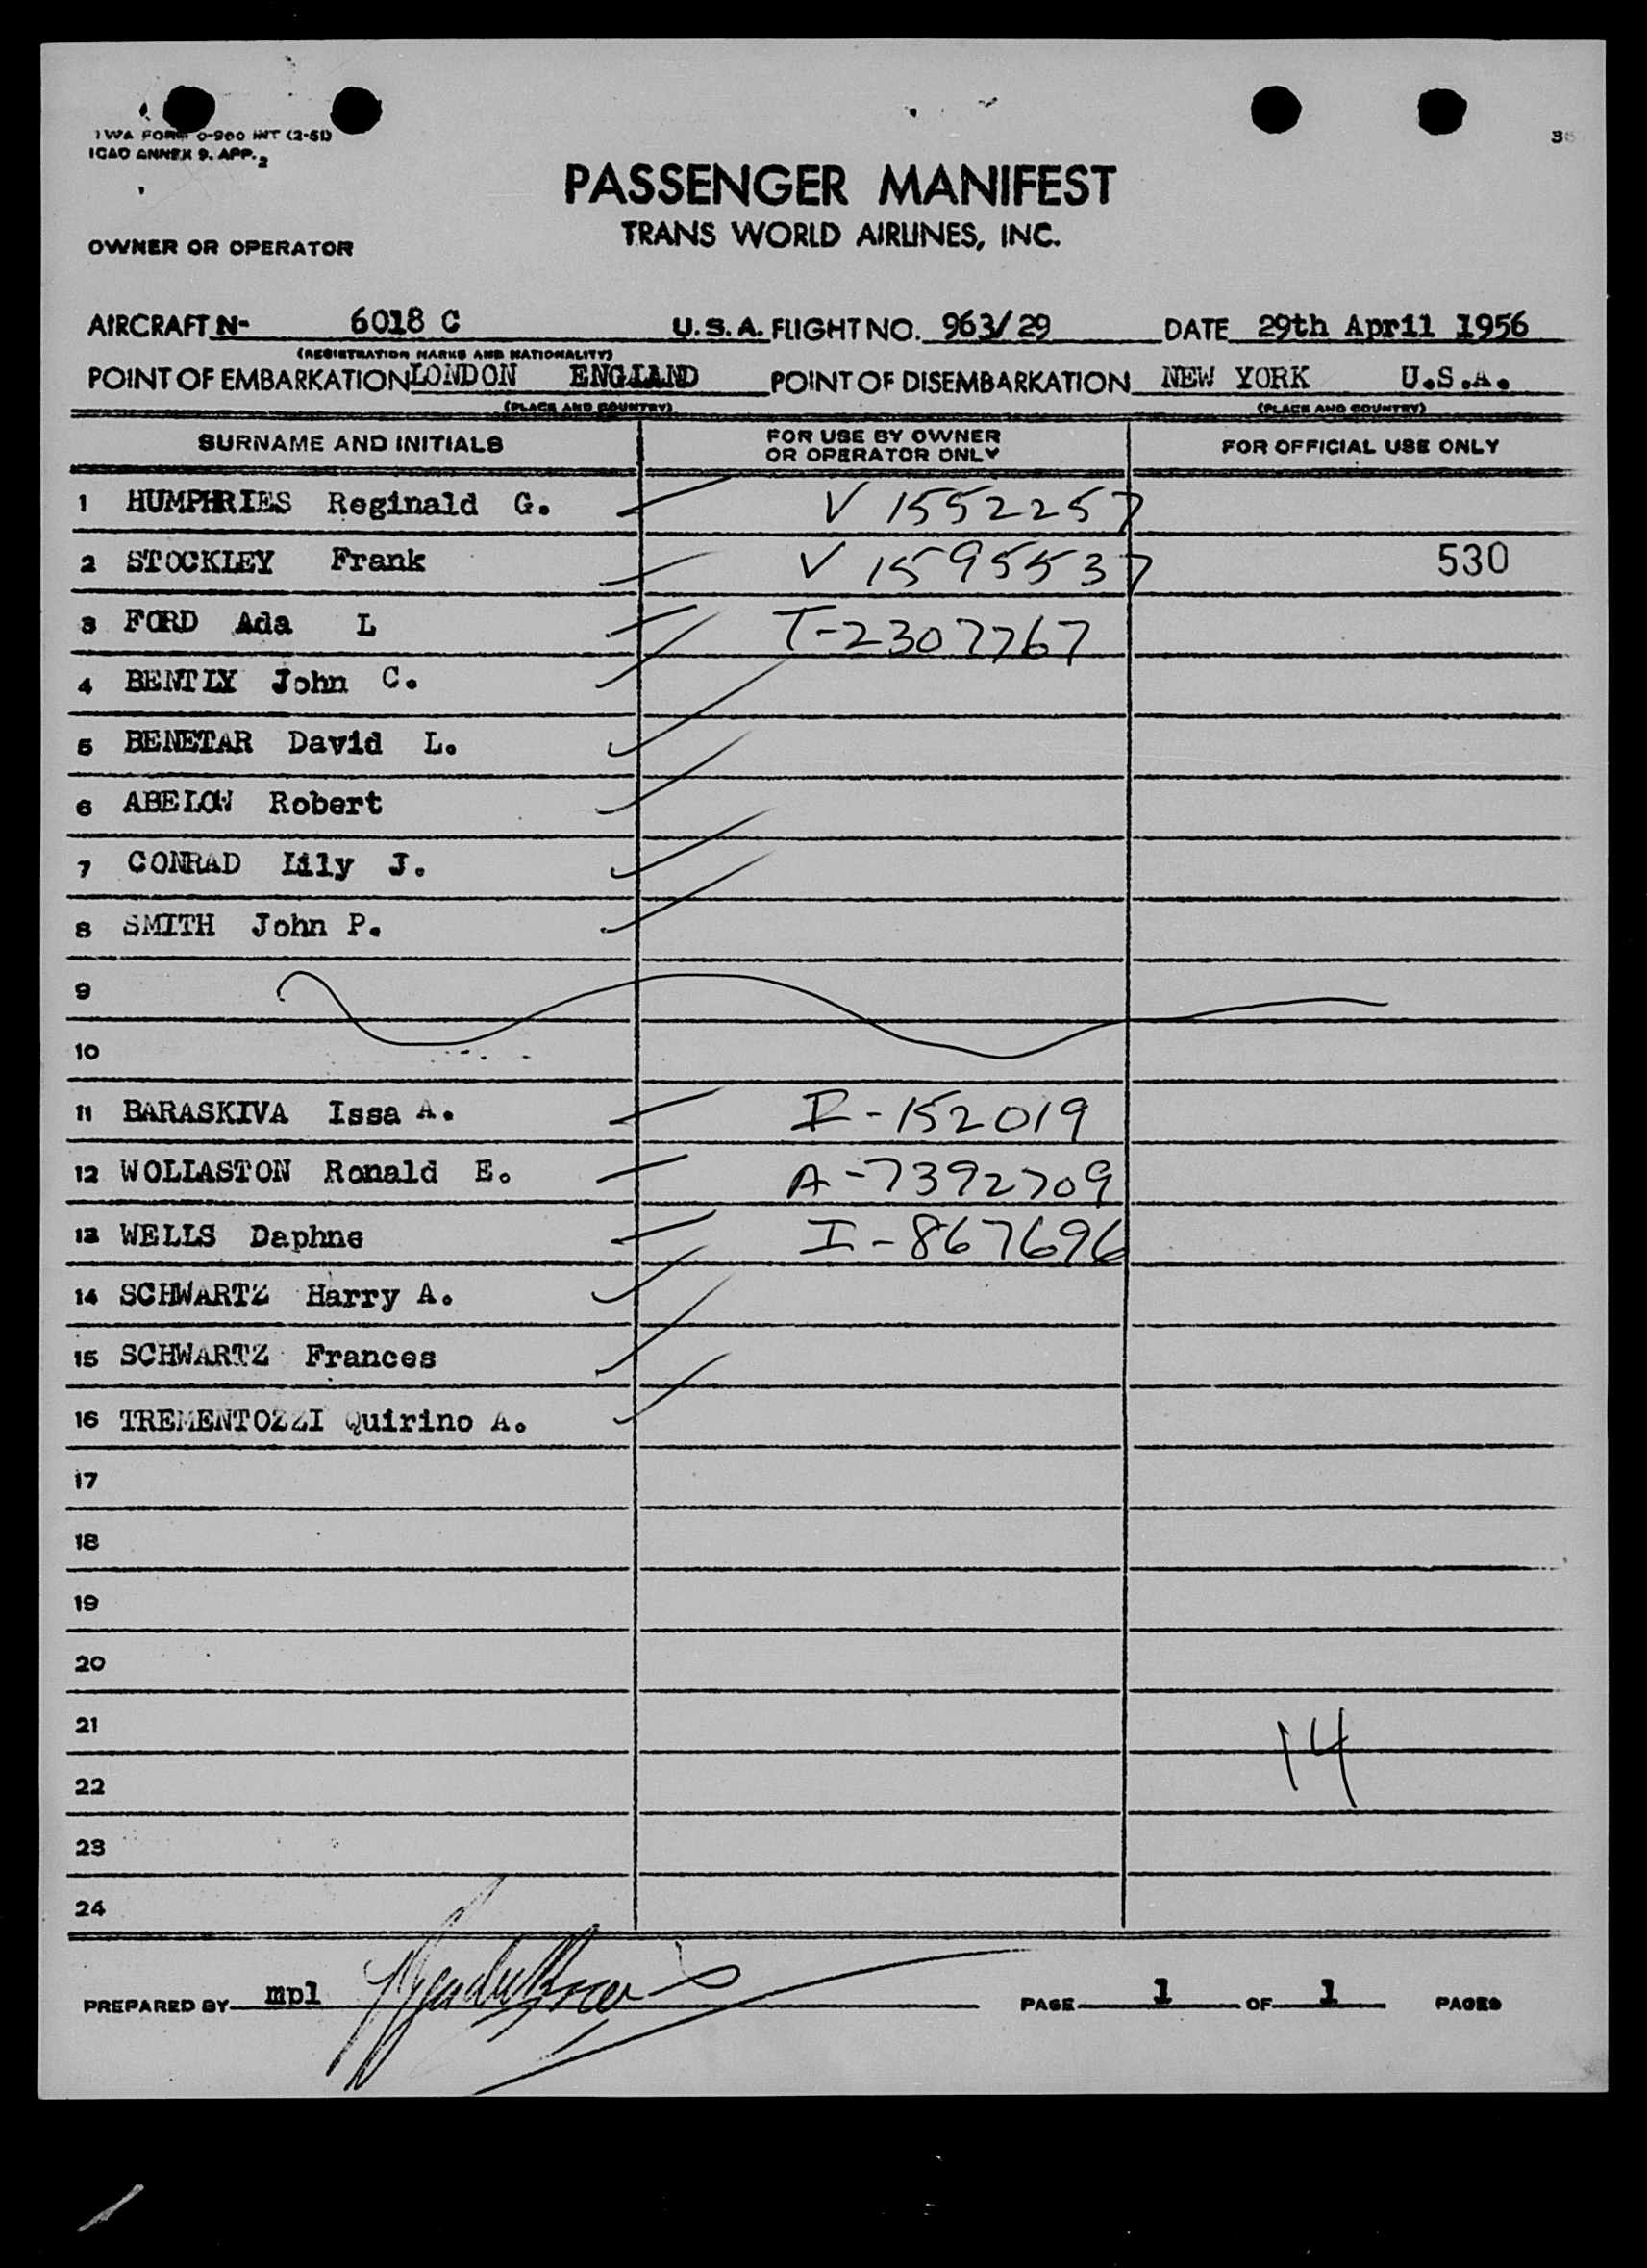 TWA FORM O-900 INT (2-51)
ICAO ANNEX 9. APP. 2
PASSENGER MANIFEST
TRANS WORLD AIRLINES, INC.
OWNER OR OPERATOR
AIRCRAFT N- 6018 C U.S.A. FLIGHT NO. 963/29 DATE 29th April 1956
(REGISTRATION MARKS AND NATIONALITY)
POINT OF EMBARKATION LONDON ENGLAND POINT OF DISEMBARKATION NEW YORK U.S.A.
(PLACE AND COUNTRY) (PLACE AND COUNTRY)
SURNAME AND INITIALS FOR USE BY OWNER OR OPERATOR ONLY FOR OFFICIAL USE ONLY
1 HUMPHRIES Reginald G. V 1552257
2 STOCKLEY Frank V 1595537 530
3 FORD Ada L T-2307767
4 BENTLY John C.
5 BENETAR David L.
6 ABELOW Robert
7 CONRAD Lily J.
8 SMITH John P.
9
10
11 BARASKIVA Issa A. I-152019
12 WOLLASTON Ronald E. A-7392709
13 WELLS Daphne I-867696
14 SCHWARTZ Harry A.
15 SCHWARTZ Frances
16 TREMENTOZZI Quirino A.
17
18
19
20
21
14
22
23
24
PREPARED BY mpl PAGE 1 OF 1 PAGES